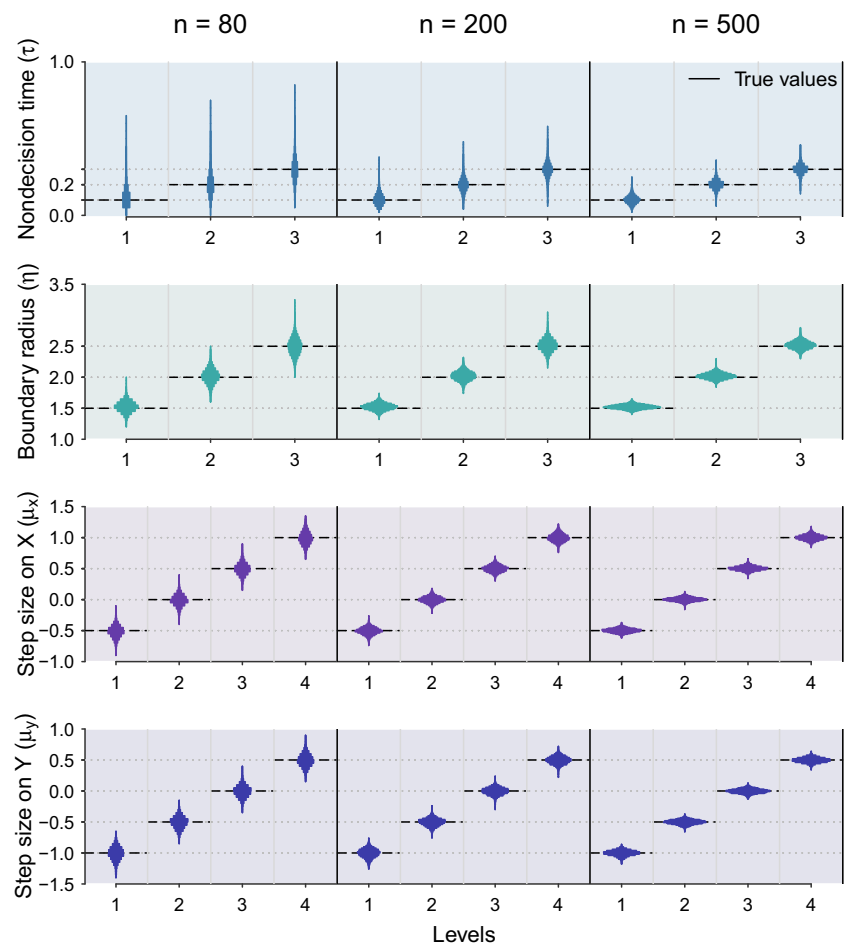 n = 80 n = 200 n = 500
Nondecision time (τ)
1.0
0.2
0.0
True values
1 2 3 1 2 3 1 2 3
Boundary radius (η)
3.5
2.5
2.0
1.5
1.0
1 2 3 1 2 3 1 2 3
Step size on X (μx)
1.5
1.0
0.5
0.0
−0.5
−1.0
1 2 3 4 1 2 3 4 1 2 3 4
Step size on Y (μy)
1.0
0.5
0.0
−0.5
−1.0
−1.5
1 2 3 4 1 2 3 4 1 2 3 4
Levels